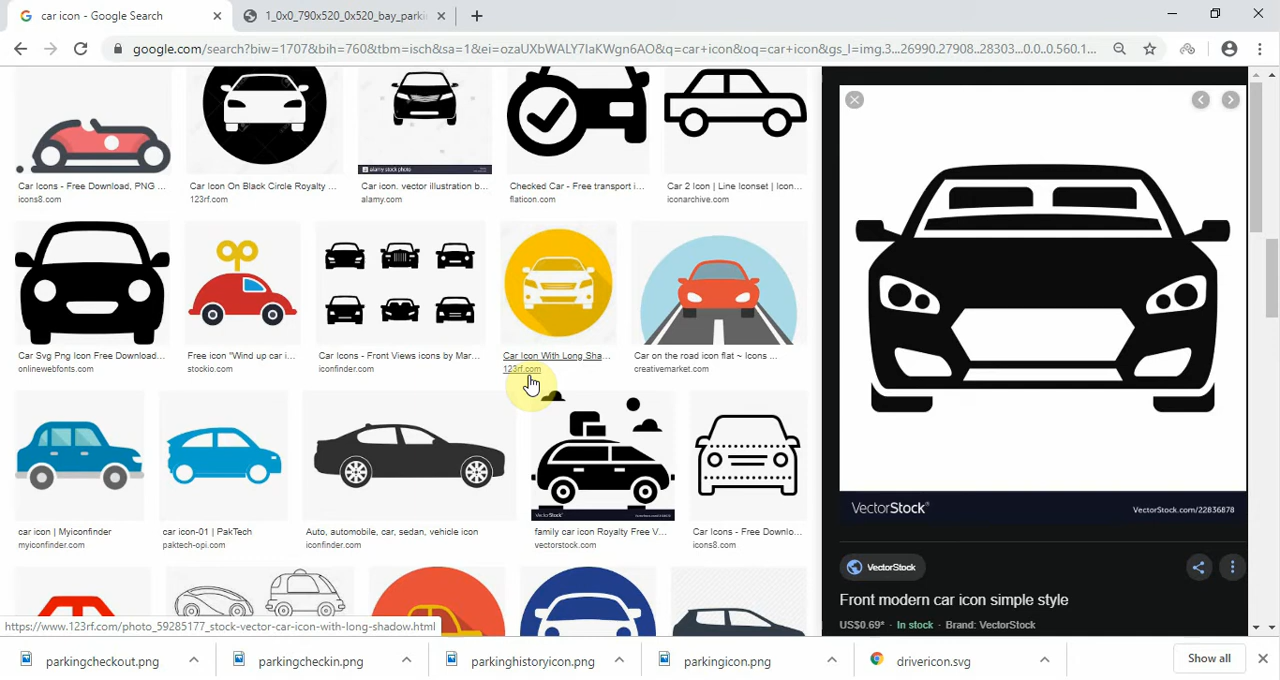 car icon - Google Search
1_0x0_790x520_0x520_bay_parki
google.com/search?biw=1707&bih=760&tbm=isch&sa=1&ei=ozaUXbWALY7IaKWgn6AO&q=car+icon&oq=car+icon&gs_l=img.3...26990.27908..28303...0.0..0.560.1...
Car Icons - Free Download, PNG ...
icons8.com
Car Icon On Black Circle Royalty ...
123rf.com
alamy stock photo
Car icon. vector illustration b...
alamy.com
Checked Car - Free transport i...
flaticon.com
Car 2 Icon | Line Iconset | Icon...
iconarchive.com
Car Svg Png Icon Free Download...
onlinewebfonts.com
Free icon "Wind up car i...
stockio.com
Car Icons - Front Views icons by Mar...
iconfinder.com
Car Icon With Long Sha...
123rf.com
Car on the road icon flat ~ Icons ...
creativemarket.com
car icon | Myiconfinder
myiconfinder.com
car icon-01 | PakTech
paktech-opi.com
Auto, automobile, car, sedan, vehicle icon
iconfinder.com
VectorStock
family car icon Royalty Free V...
vectorstock.com
Car Icons - Free Downlo...
icons8.com
VectorStock®
VectorStock.com/22836878
VectorStock
Front modern car icon simple style
US$0.69* · In stock · Brand: VectorStock
https://www.123rf.com/photo_59285177_stock-vector-car-icon-with-long-shadow.html
parkingcheckout.png
parkingcheckin.png
parkinghistoryicon.png
parkingicon.png
drivericon.svg
Show all